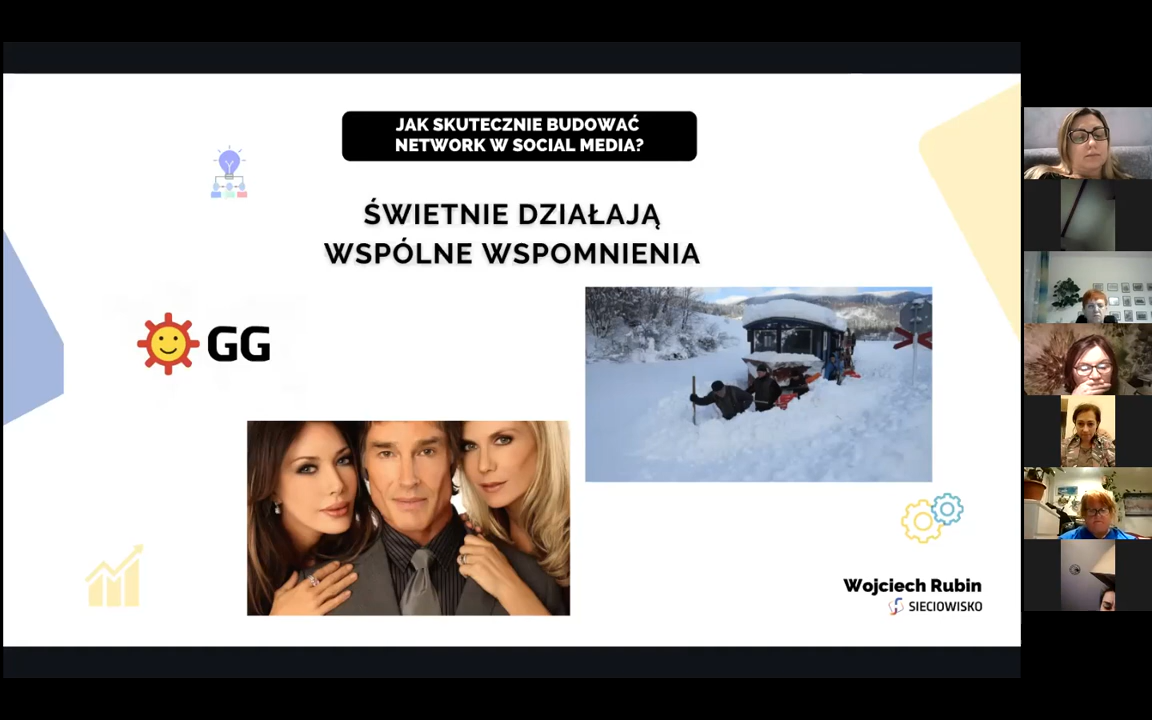 JAK SKUTECZNIE BUDOWAĆ
NETWORK W SOCIAL MEDIA?
ŚWIETNIE DZIAŁAJĄ
WSPÓLNE WSPOMNIENIA
GG
Wojciech Rubin
SIECIOWISKO